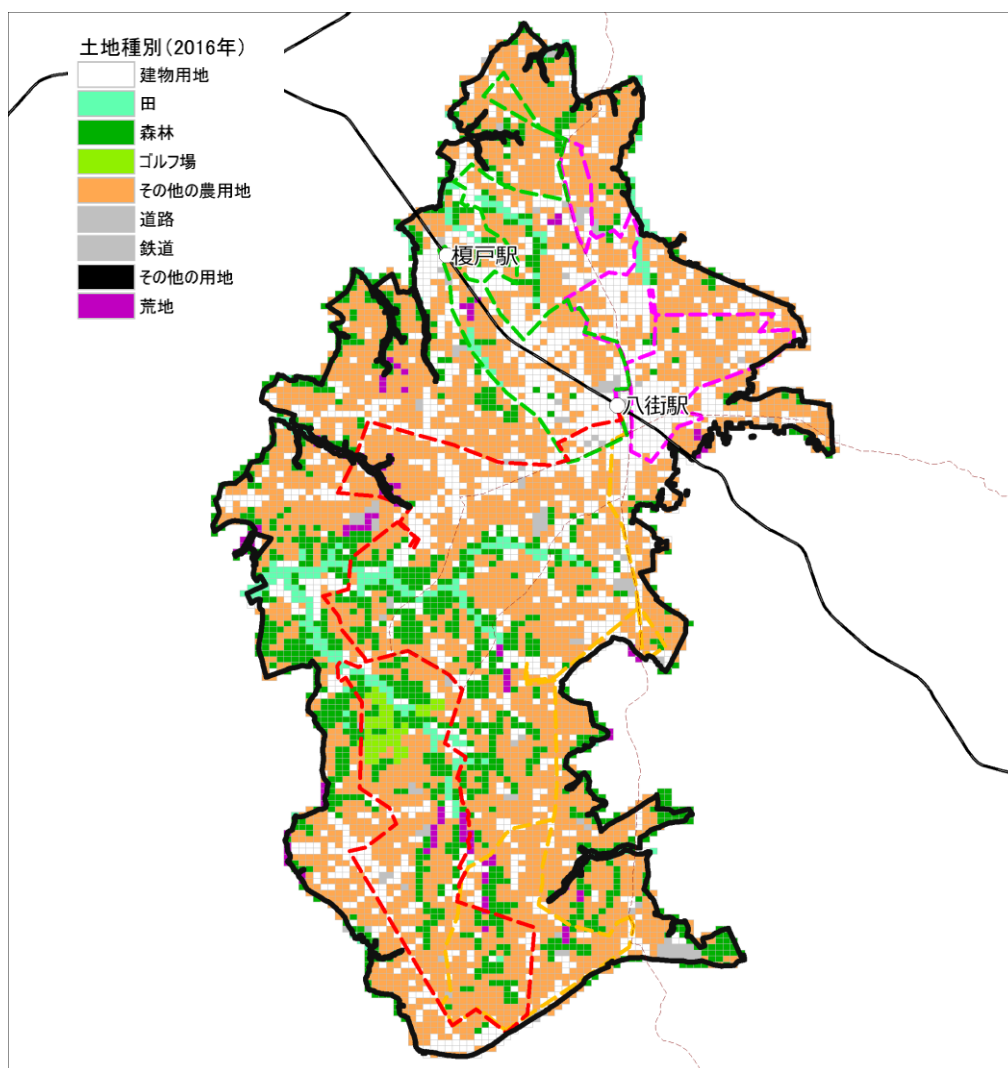 土地種別(2016年)
建物用地
田
森林
ゴルフ場
その他の農用地
道路
鉄道
その他の用地
荒地
榎戸駅
八街駅